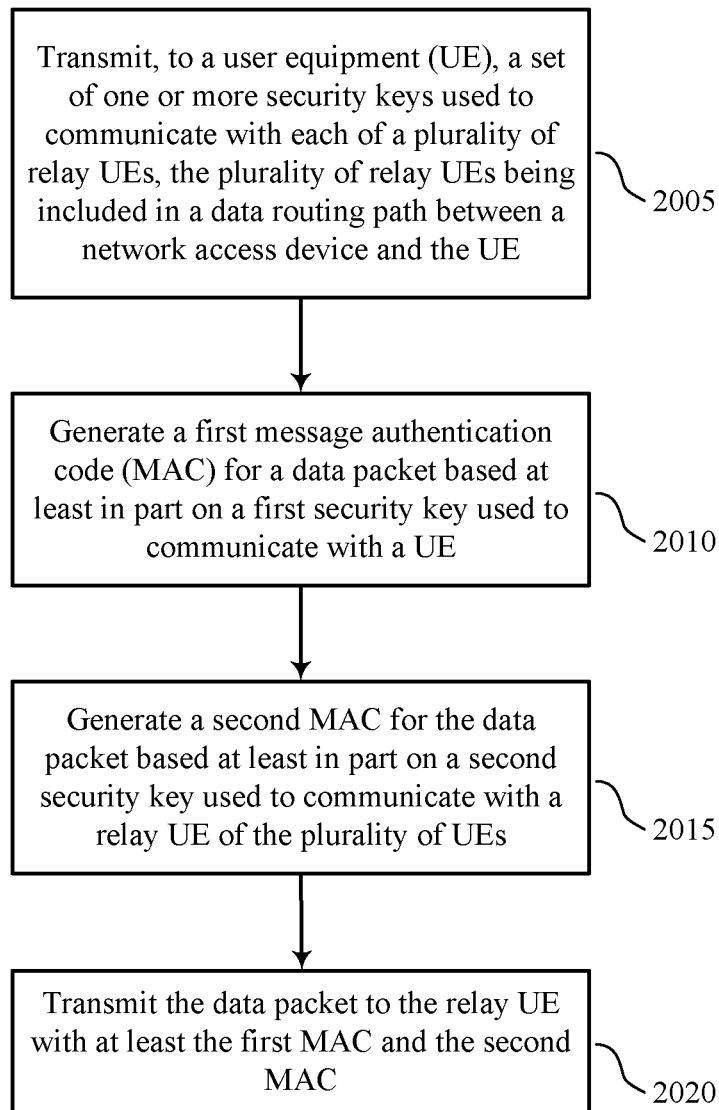 Transmit, to a user equipment (UE), a set
of one or more security keys used to
communicate with each of a plurality of
relay UEs, the plurality of relay UEs being
included in a data routing path between a
network access device and the UE
2005
Generate a first message authentication
code (MAC) for a data packet based at
least in part on a first security key used to
communicate with a UE
2010
Generate a second MAC for the data
packet based at least in part on a second
security key used to communicate with a
relay UE of the plurality of UEs
2015
Transmit the data packet to the relay UE
with at least the first MAC and the second
MAC
2020